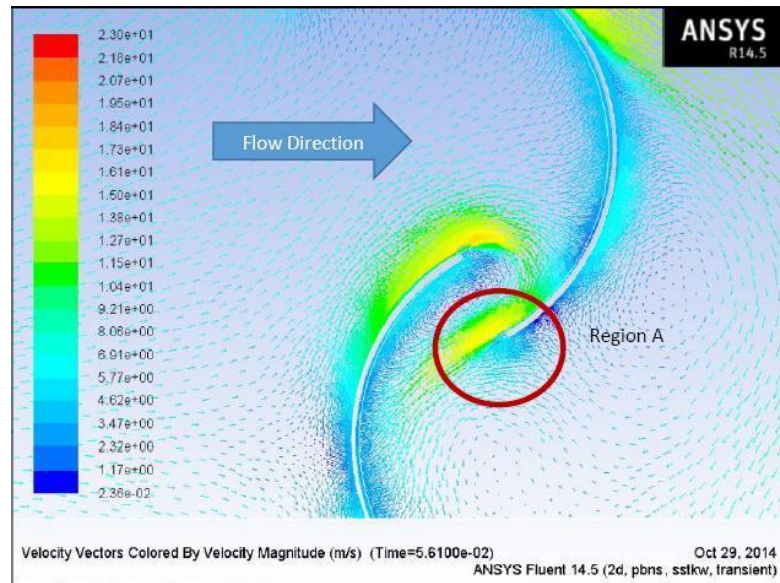 ANSYS
R14.5
2.30e+01
2.18e+01
2.07e+01
1.95e+01
1.84e+01
1.73e+01
1.61e+01
1.50e+01
1.38e+01
1.27e+01
1.15e+01
1.04e+01
9.21e+00
8.06e+00
6.91e+00
5.77e+00
4.62e+00
3.47e+00
2.32e+00
1.17e+00
2.36e-02
Flow Direction
Region A
Velocity Vectors Colored By Velocity Magnitude (m/s) (Time=5.6100e-02)
Oct 29, 2014
ANSYS Fluent 14.5 (2d, pbns, sstkw, transient)